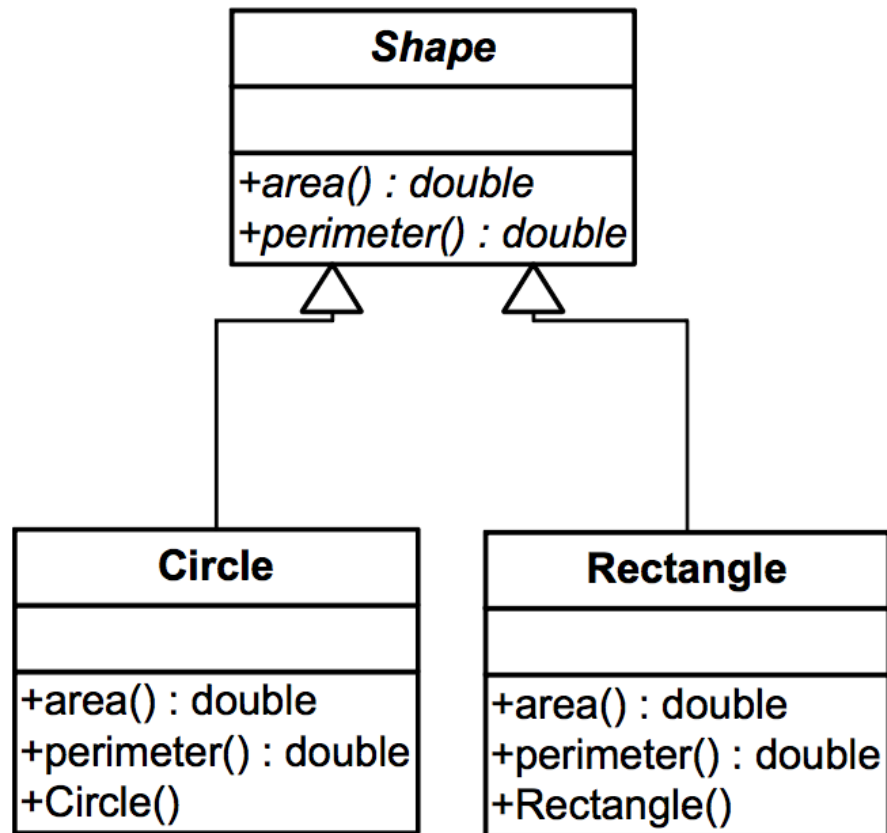 Shape
+area() : double
+perimeter() : double
Circle
+area() : double
+perimeter() : double
+Circle()
Rectangle
+area() : double
+perimeter() : double
+Rectangle()